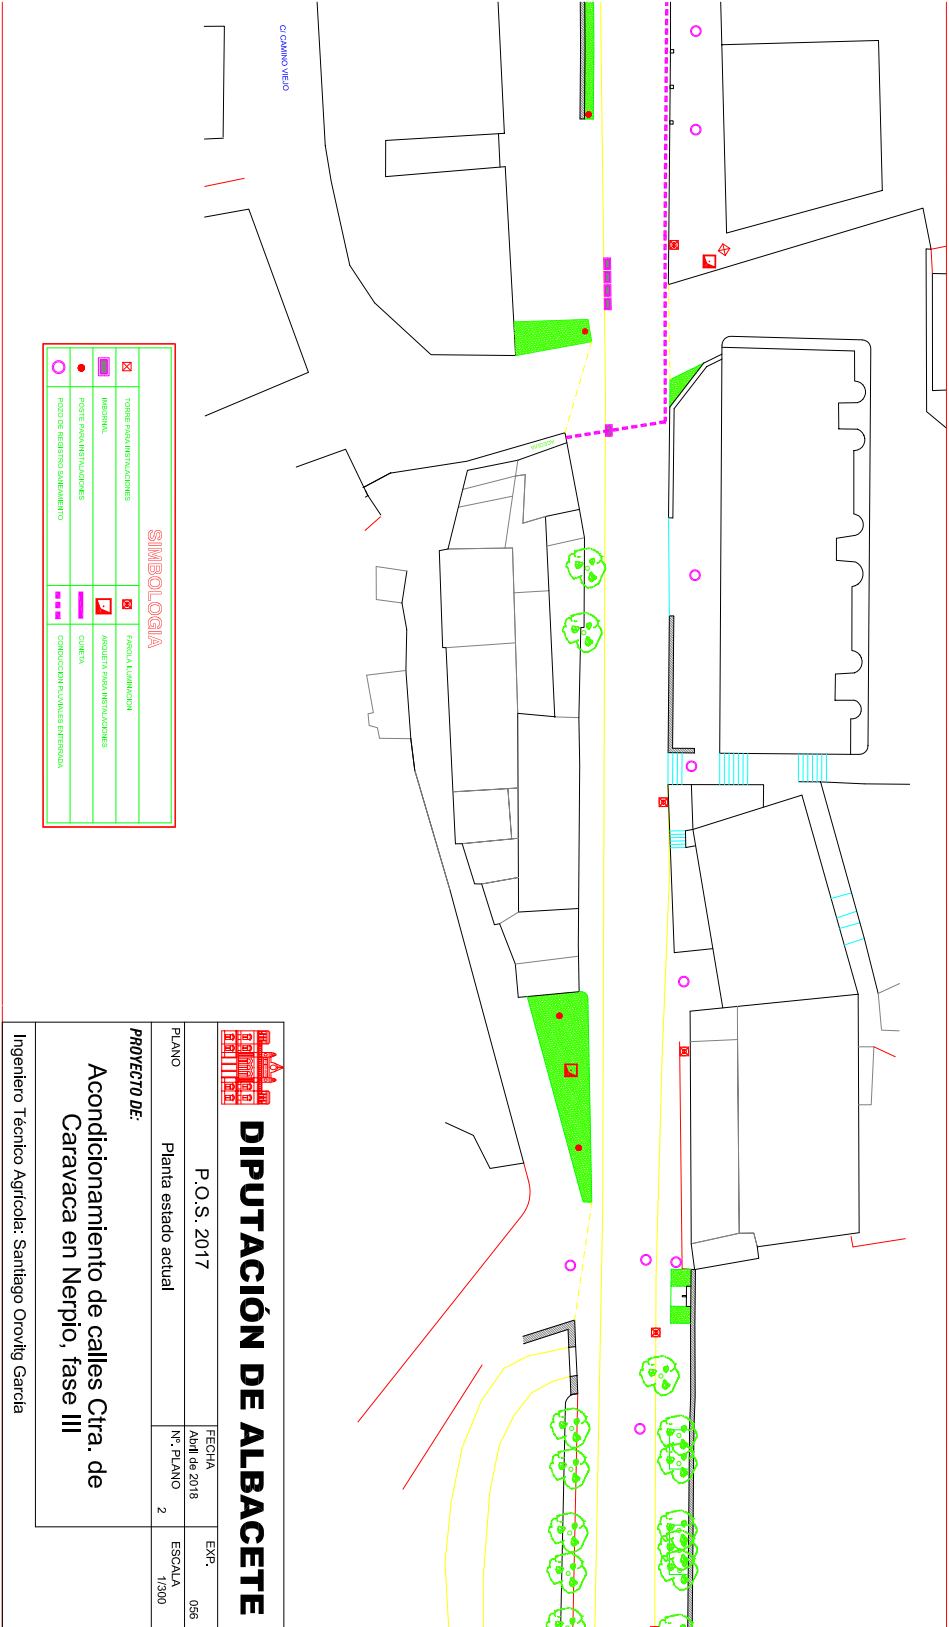 C/ CAMINO VIEJO
ACEQUIA
SIMBOLOGIA
TORRE PARA INSTALACIONES
FAROLA ILUMINACION
IMBORNAL
ARQUETA PARA INSTALACIONES
POSTE PARA INSTALACIONES
CUNETA
POZO DE REGISTRO SANEAMIENTO
CONDUCCION PLUVIALES ENTERRADA
DIPUTACIÓN DE ALBACETE
P.O.S. 2017
FECHA
Abril de 2018
EXP.
056
PLANO
Planta estado actual
Nº. PLANO
2
ESCALA
1/300
PROYECTO DE:
Acondicionamiento de calles Ctra. de
Caravaca en Nerpio, fase III
Ingeniero Técnico Agrícola: Santiago Orovitg García